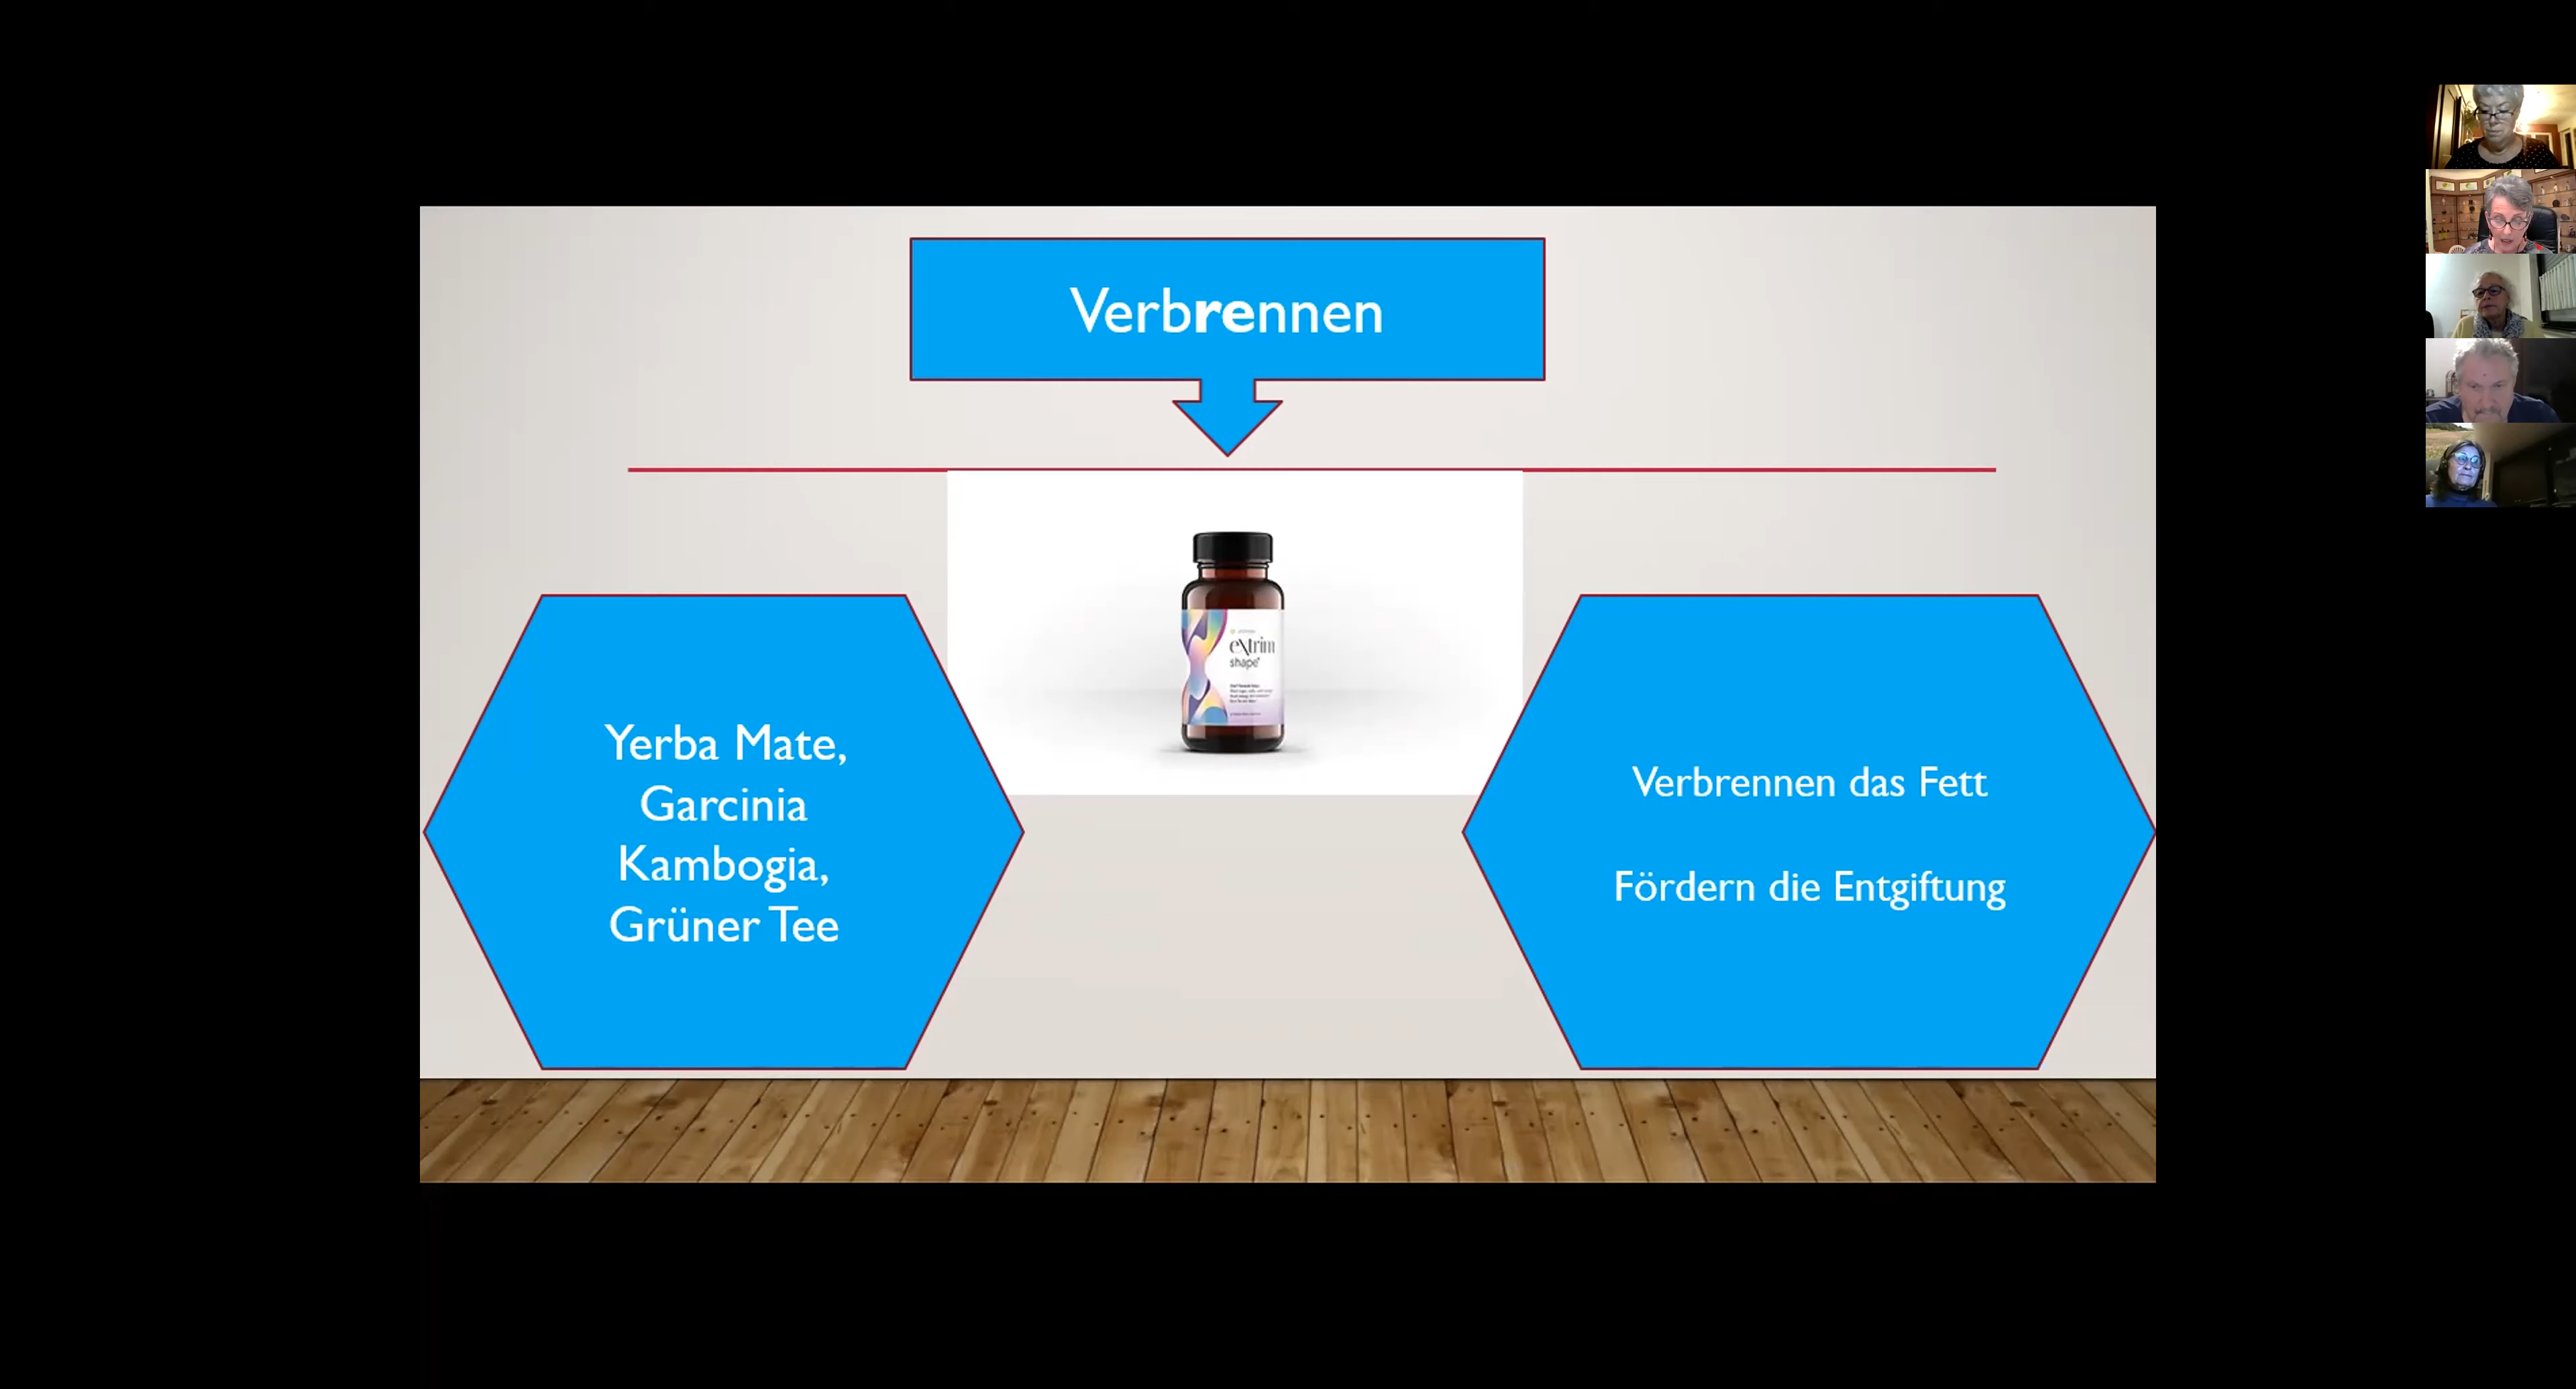 Verbrennen
eXtrim
shape
Yerba Mate,
Garcinia
Kambogia,
Grüner Tee
Verbrennen das Fett
Fördern die Entgiftung